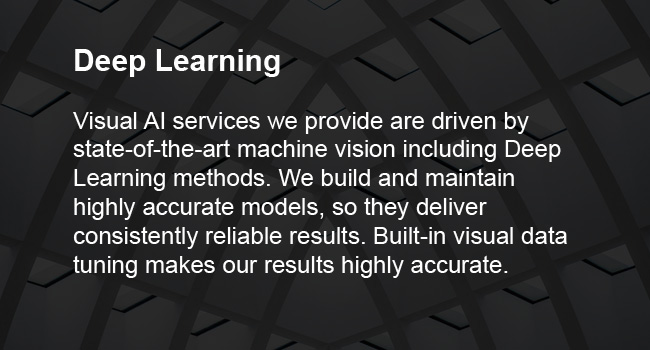 Deep Learning
Visual AI services we provide are driven by
state-of-the-art machine vision including Deep
Learning methods. We build and maintain
highly accurate models, so they deliver
consistently reliable results. Built-in visual data
tuning makes our results highly accurate.